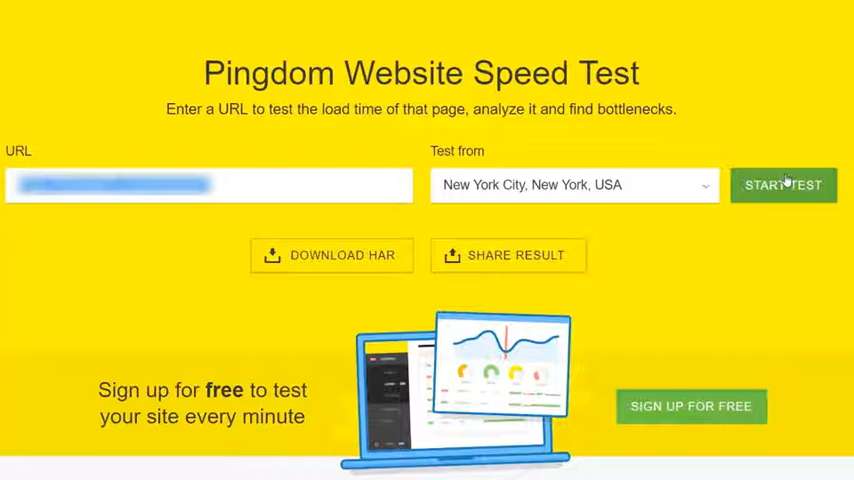 Pingdom Website Speed Test
Enter a URL to test the load time of that page, analyze it and find bottlenecks.
URL
Test from
New York City, New York, USA
START TEST
DOWNLOAD HAR
SHARE RESULT
Sign up for free to test
your site every minute
SIGN UP FOR FREE